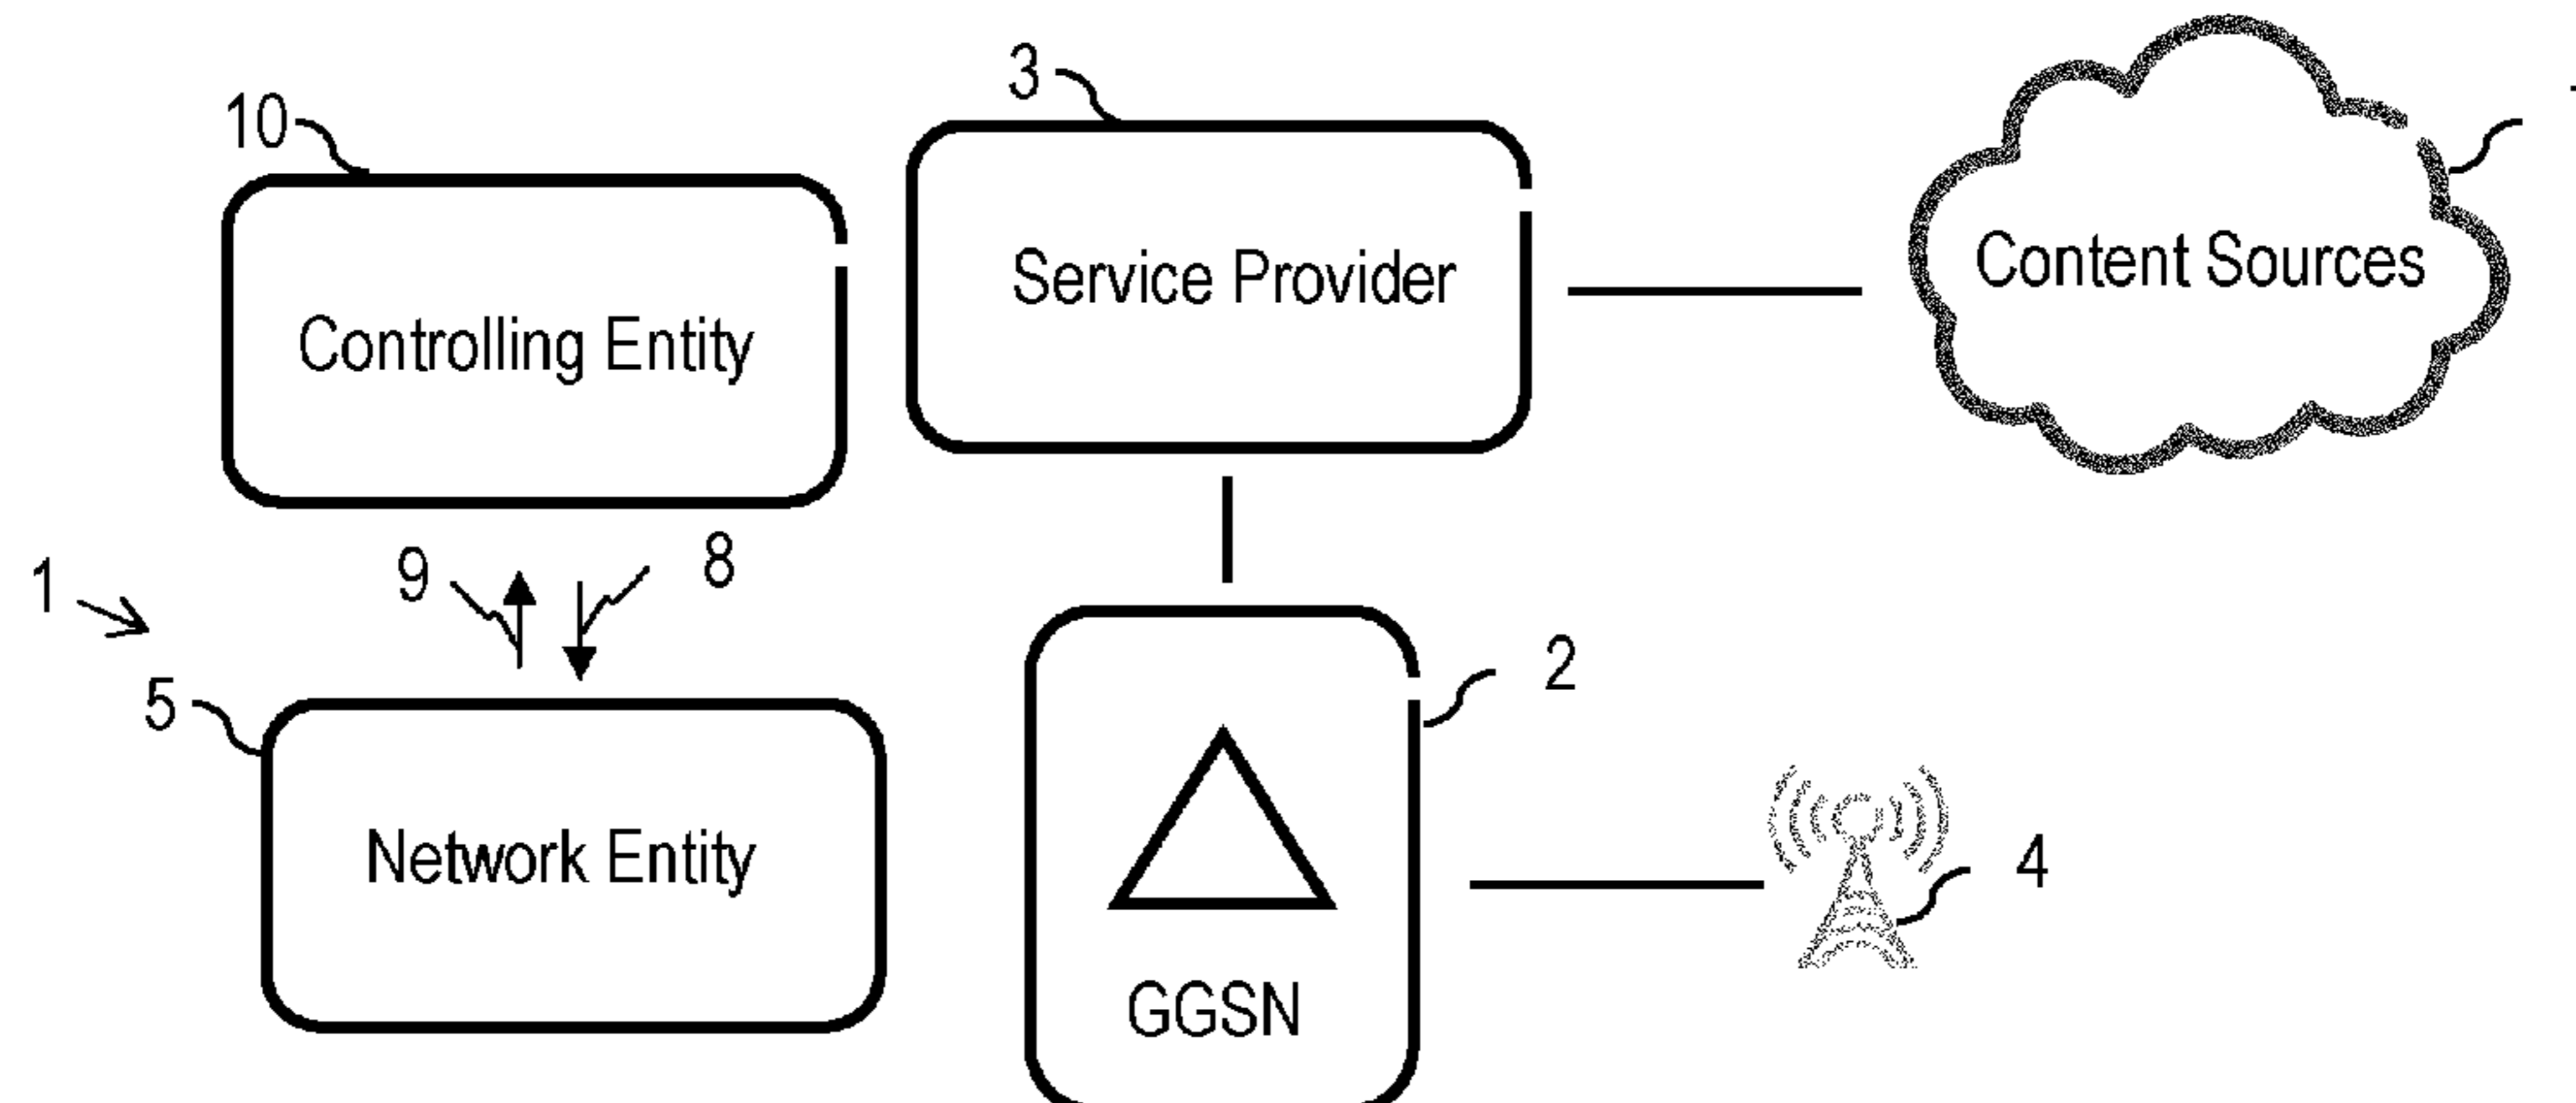 3
10
Service Provider
Content Sources
Controlling Entity
1
9
8
5
2
Network Entity
4
GGSN